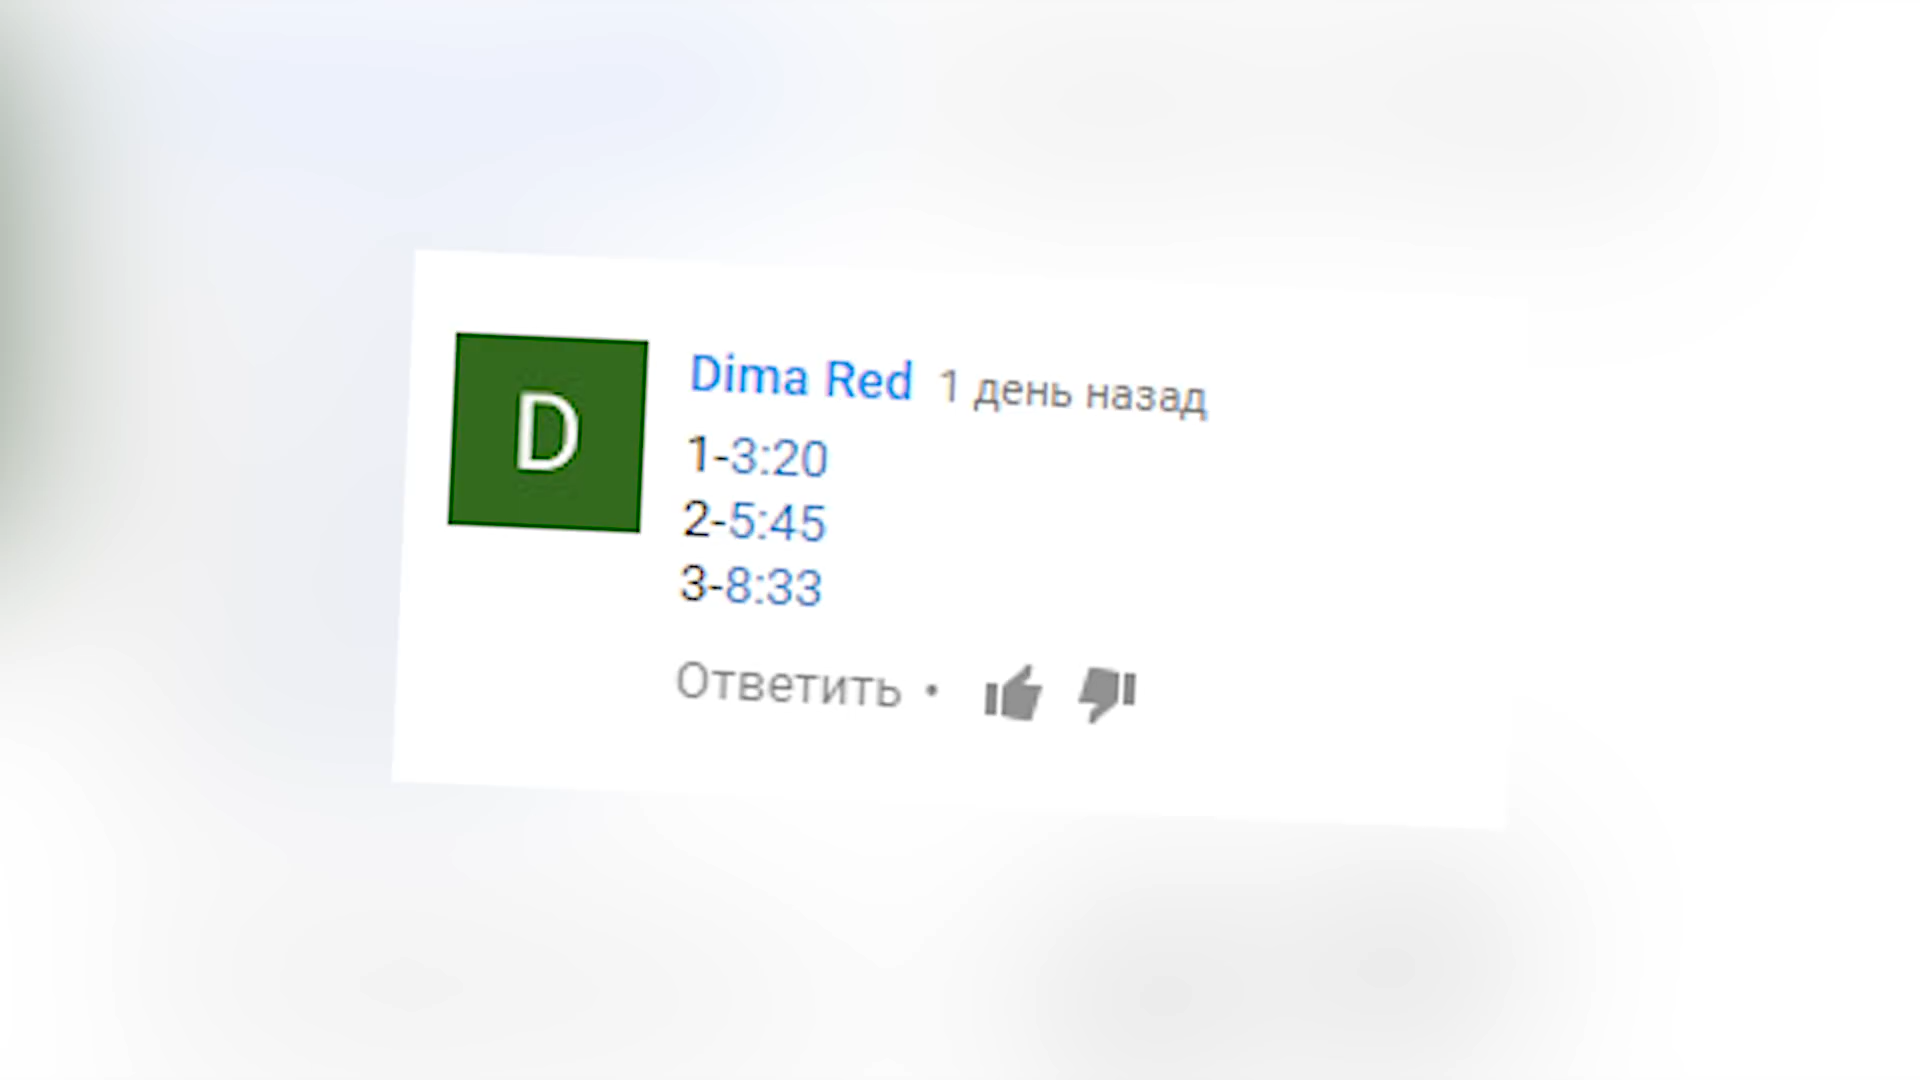 D
Dima Red 1 день назад
1-3:20
2-5:45
3-8:33
Ответить •